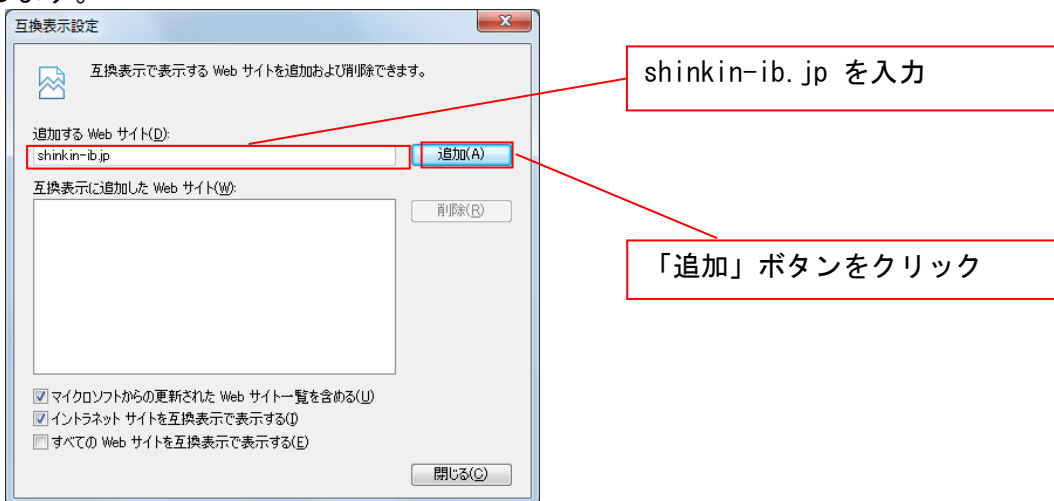 します。
互換表示設定
互換表示で表示する Web サイトを追加および削除できます。
追加する Web サイト(D):
shinkin-ib.jp
追加(A)
互換表示に追加した Web サイト(W):
削除(R)
マイクロソフトからの更新された Web サイト一覧を含める(U)
イントラネット サイトを互換表示で表示する(I)
すべての Web サイトを互換表示で表示する(E)
閉じる(C)
shinkin-ib.jp を入力
「追加」ボタンをクリック